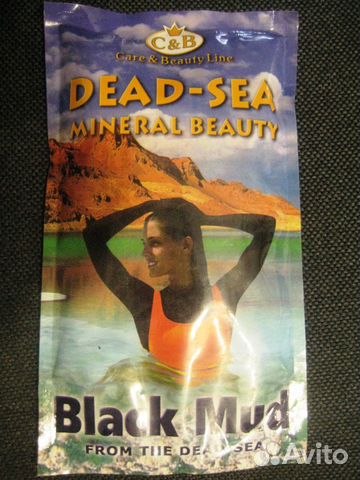 C&B
Care & Beauty Line
DEAD-SEA
MINERAL BEAUTY
Black Mud
FROM THE DEAD SEA
Avito